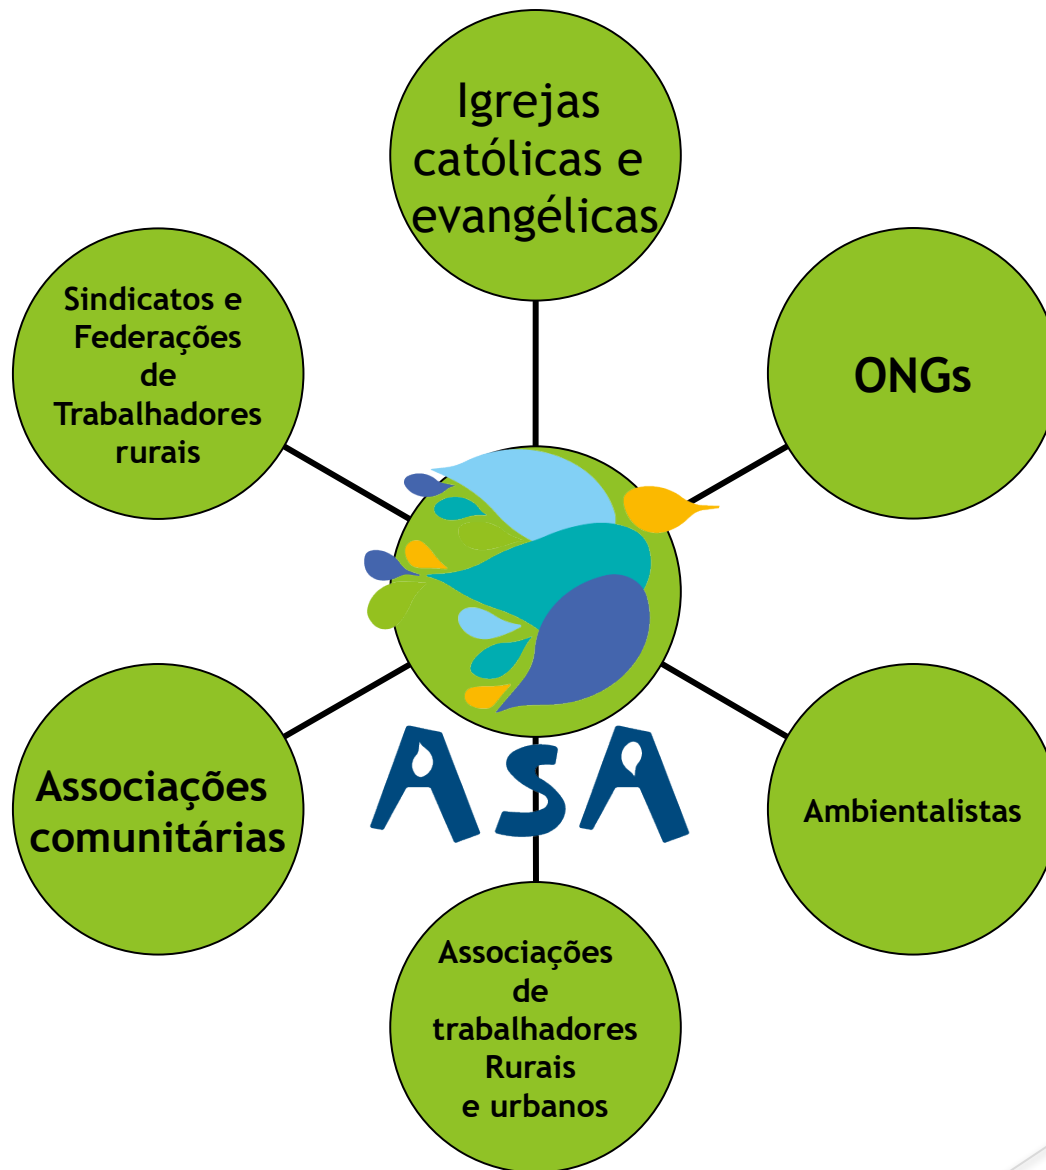 Igrejas
católicas e
evangélicas
Sindicatos e
Federações
de
Trabalhadores
rurais
ONGs
ASA
Associações
comunitárias
Ambientalistas
Associações
de
trabalhadores
Rurais
e urbanos